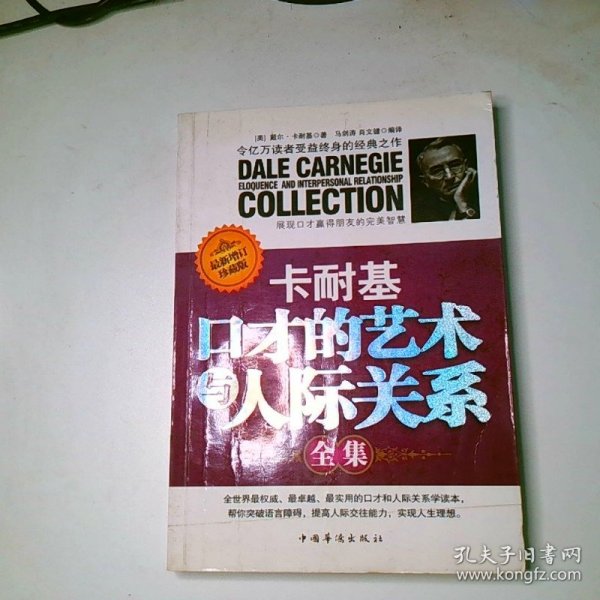 [美] 戴尔·卡耐基◎著 马剑涛 肖文键◎编译
令亿万读者受益终身的经典之作
DALE CARNEGIE
ELOQUENCE AND INTERPERSONAL RELATIONSHIP
COLLECTION
展现口才赢得朋友的完美智慧
最新增订
珍藏版
卡耐基
口才的艺术
与人际关系
全集
全世界最权威、最卓越、最实用的口才和人际关系学读本，
帮你突破语言障碍，提高人际交往能力，实现人生理想。
中国华侨出版社
孔夫子旧书网
www.kongfz.com